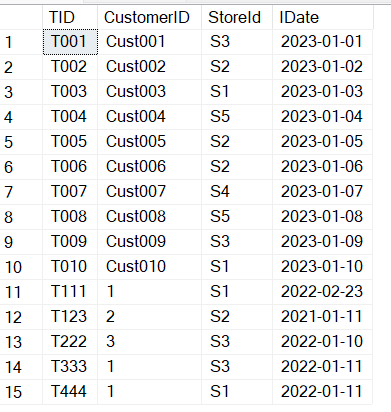 TID CustomerID StoreId IDate
1 T001 Cust001 S3 2023-01-01
2 T002 Cust002 S2 2023-01-02
3 T003 Cust003 S1 2023-01-03
4 T004 Cust004 S5 2023-01-04
5 T005 Cust005 S2 2023-01-05
6 T006 Cust006 S2 2023-01-06
7 T007 Cust007 S4 2023-01-07
8 T008 Cust008 S5 2023-01-08
9 T009 Cust009 S3 2023-01-09
10 T010 Cust010 S1 2023-01-10
11 T111 1 S1 2022-02-23
12 T123 2 S2 2021-01-11
13 T222 3 S3 2022-01-10
14 T333 1 S3 2022-01-11
15 T444 1 S1 2022-01-11